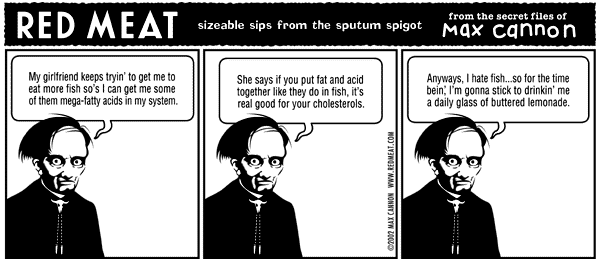 RED MEAT
sizeable sips from the sputum spigot
from the secret files of
Max cannon
My girlfriend keeps tryin' to get me to
eat more fish so's I can get me some
of them mega-fatty acids in my system.
She says if you put fat and acid
together like they do in fish, it's
real good for your cholesterols.
Anyways, I hate fish...so for the time
bein', I'm gonna stick to drinkin' me
a daily glass of buttered lemonade.
©2002 MAX CANNON WWW.REDMEAT.COM